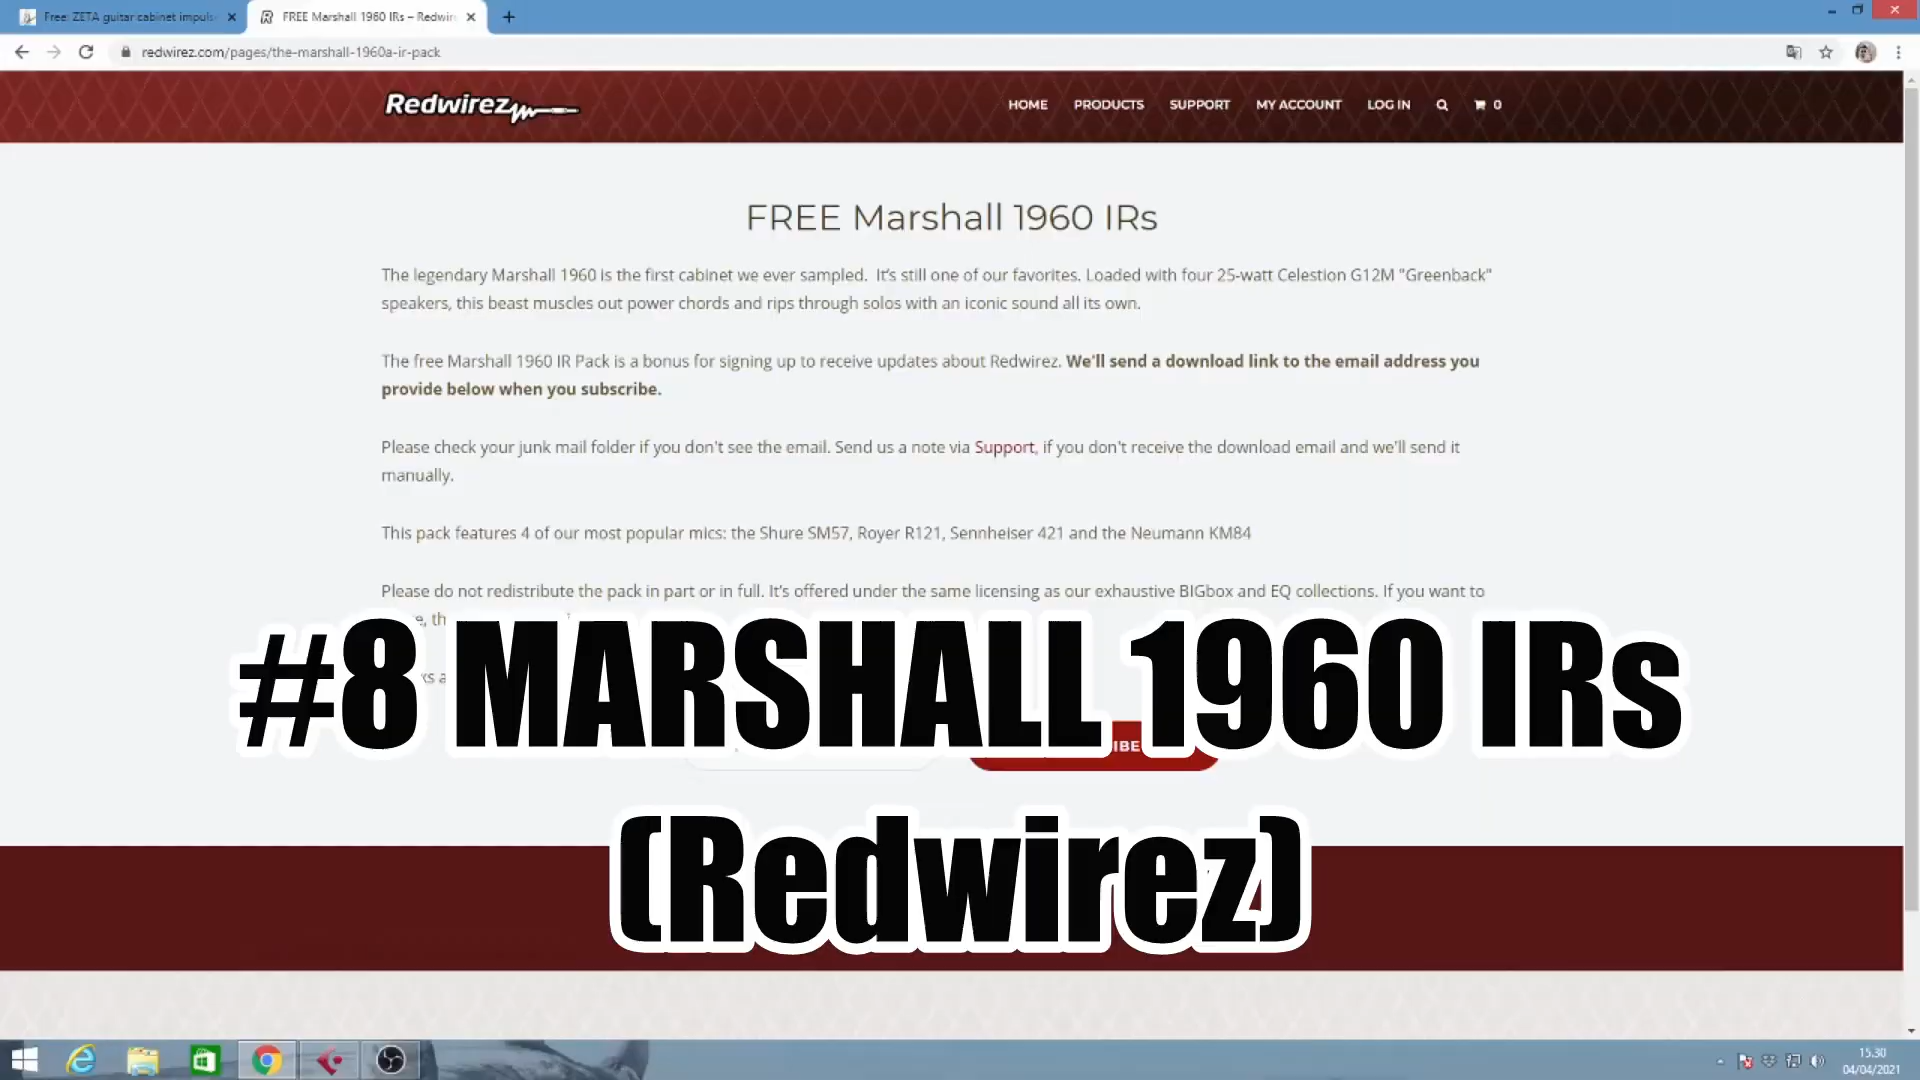 Free: ZETA guitar cabinet impuls
FREE Marshall 1960 IRs – Redwire
redwirez.com/pages/the-marshall-1960a-ir-pack
Redwirez
HOME PRODUCTS SUPPORT MY ACCOUNT LOG IN 0
FREE Marshall 1960 IRs
The legendary Marshall 1960 is the first cabinet we ever sampled. It's still one of our favorites. Loaded with four 25-watt Celestion G12M "Greenback"
speakers, this beast muscles out power chords and rips through solos with an iconic sound all its own.
The free Marshall 1960 IR Pack is a bonus for signing up to receive updates about Redwirez. We'll send a download link to the email address you
provide below when you subscribe.
Please check your junk mail folder if you don't see the email. Send us a note via Support, if you don't receive the download email and we'll send it
manually.
This pack features 4 of our most popular mics: the Shure SM57, Royer R121, Sennheiser 421 and the Neumann KM84
Please do not redistribute the pack in part or in full. It's offered under the same licensing as our exhaustive BIGbox and EQ collections. If you want to
#8 MARSHALL 1960 IRs
(Redwirez)
15.30
04/04/2021